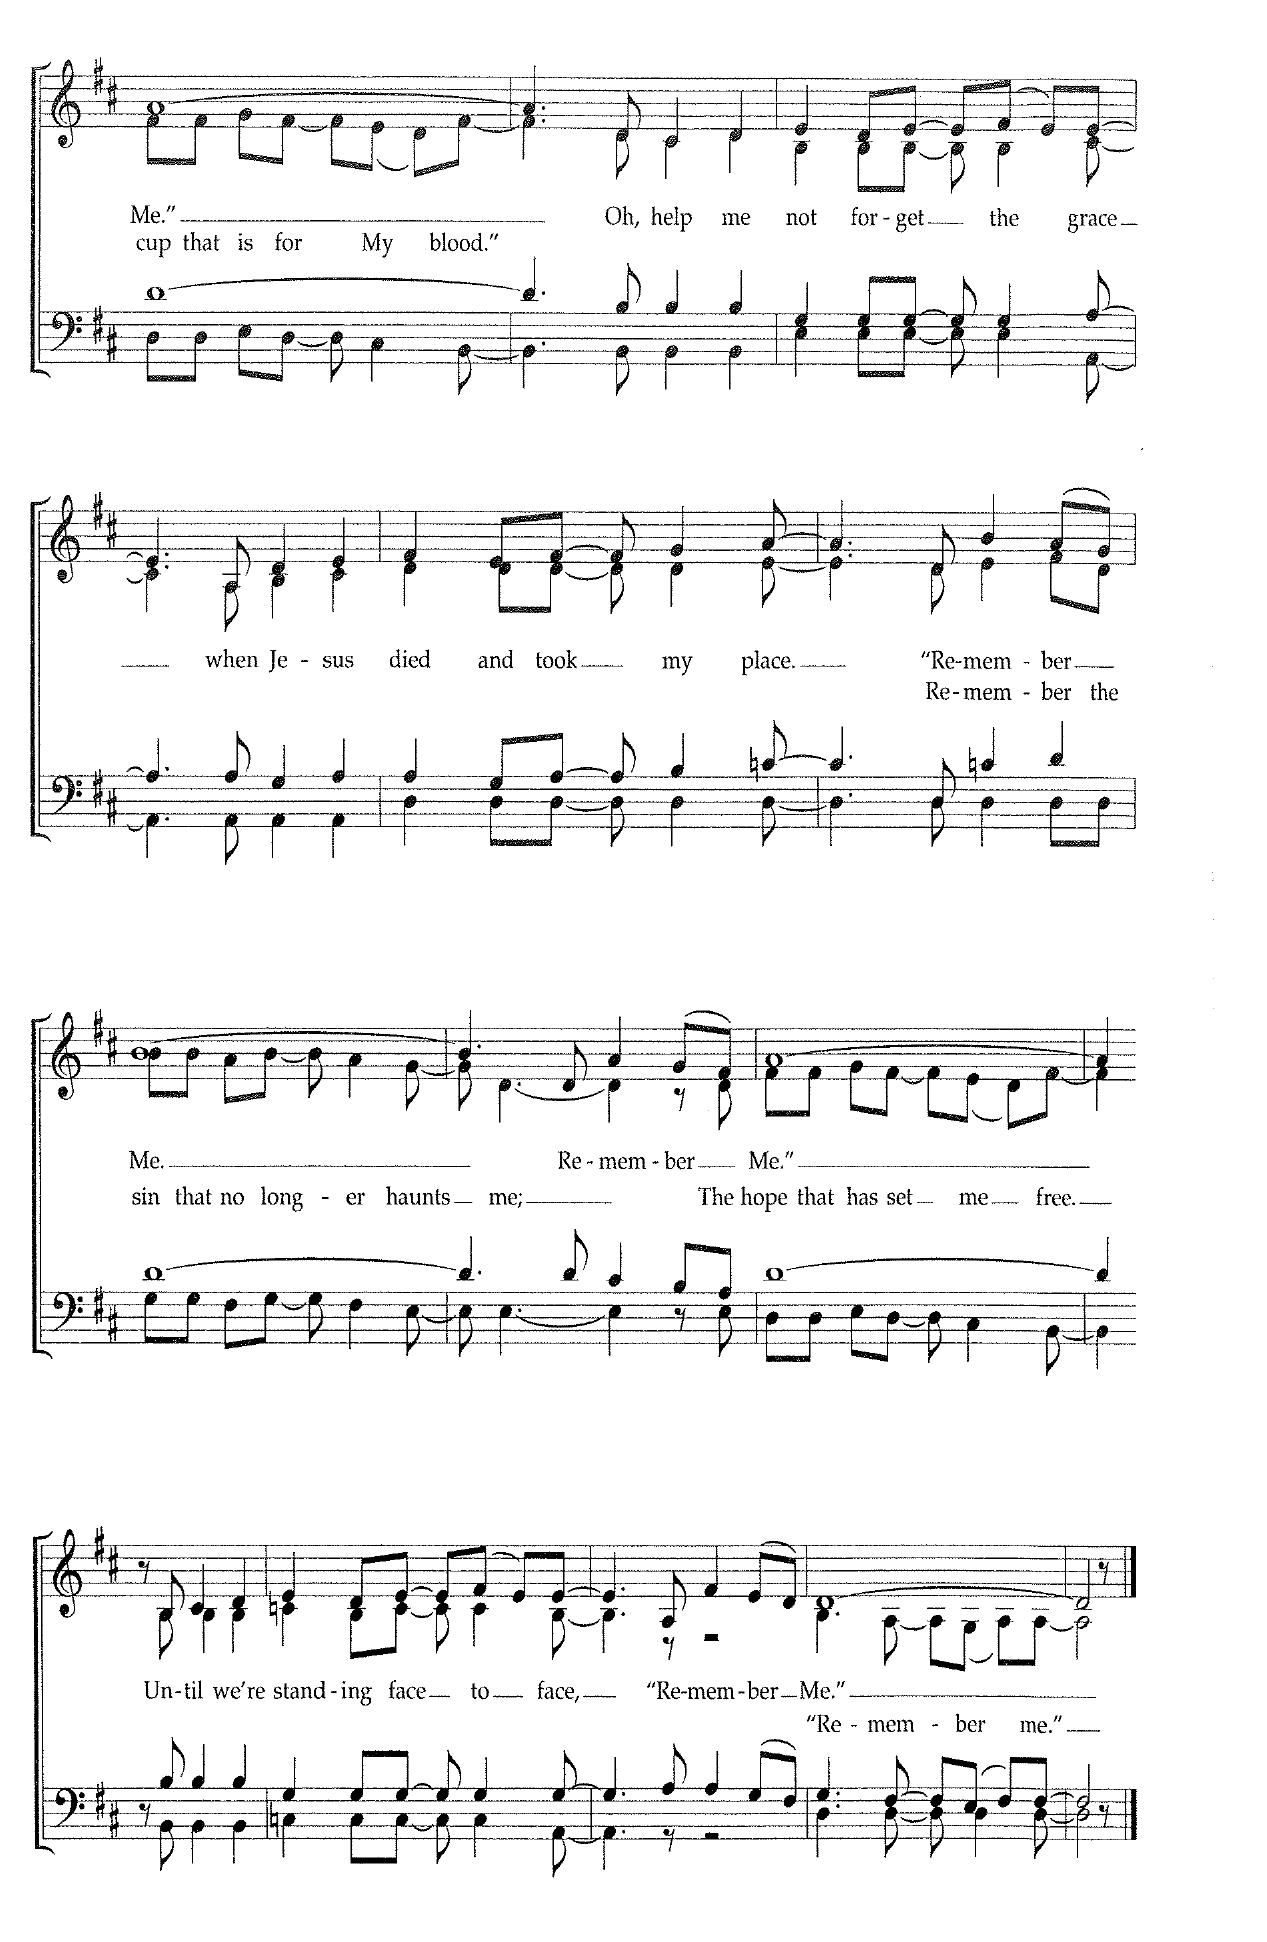 Me.” Oh, help me not for - get the grace
cup that is for My blood.”
when Je - sus died and took my place. “Re - mem - ber
Re - mem - ber the
Me. Re - mem - ber Me.”
sin that no long - er haunts me; The hope that has set me free.
Un - til we’re stand - ing face to face, “Re - mem - ber Me.”
“Re - mem - ber me.”